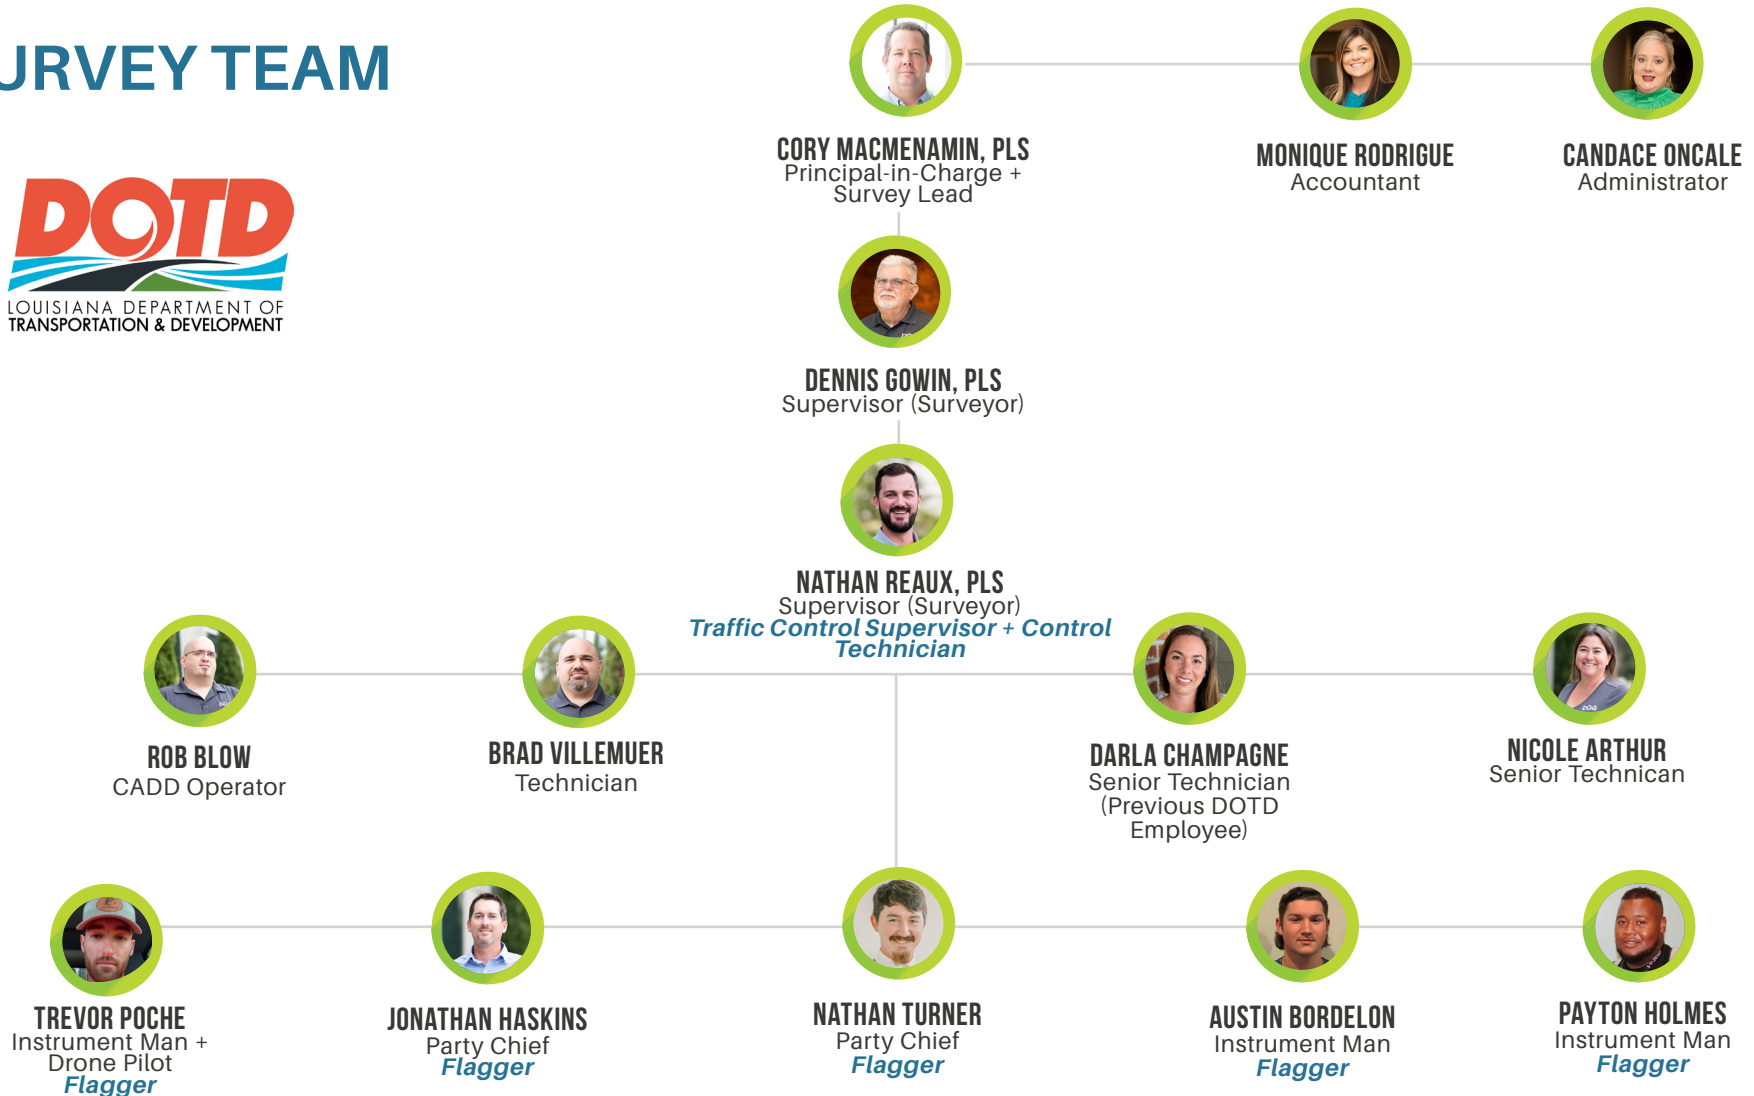 URVEY TEAM
DOTD
LOUISIANA DEPARTMENT OF
TRANSPORTATION & DEVELOPMENT
CORY MACMENAMIN, PLS
Principal-in-Charge +
Survey Lead
MONIQUE RODRIGUE
Accountant
CANDACE ONCALE
Administrator
DENNIS GOWIN, PLS
Supervisor (Surveyor)
NATHAN REAUX, PLS
Supervisor (Surveyor)
Traffic Control Supervisor + Control
Technician
ROB BLOW
CADD Operator
BRAD VILLEMUER
Technician
DARLA CHAMPAGNE
Senior Technician
(Previous DOTD
Employee)
NICOLE ARTHUR
Senior Technican
TREVOR POCHE
Instrument Man +
Drone Pilot
Flagger
JONATHAN HASKINS
Party Chief
Flagger
NATHAN TURNER
Party Chief
Flagger
AUSTIN BORDELON
Instrument Man
Flagger
PAYTON HOLMES
Instrument Man
Flagger